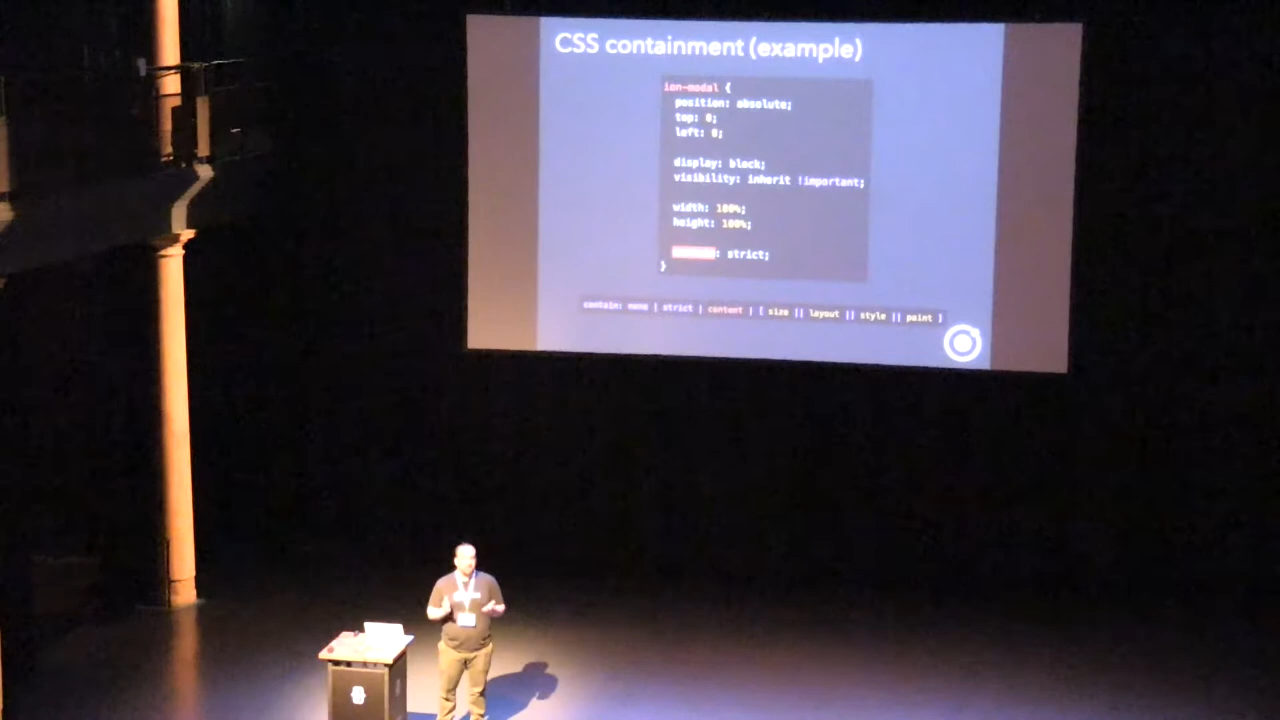 CSS containment (example)
ion-modal {
position: absolute;
top: 0;
left: 0;
display: block;
visibility: inherit !important;
width: 100%;
height: 100%;
: strict;
}
contain: none | strict | content | [ size || layout || style || paint ]